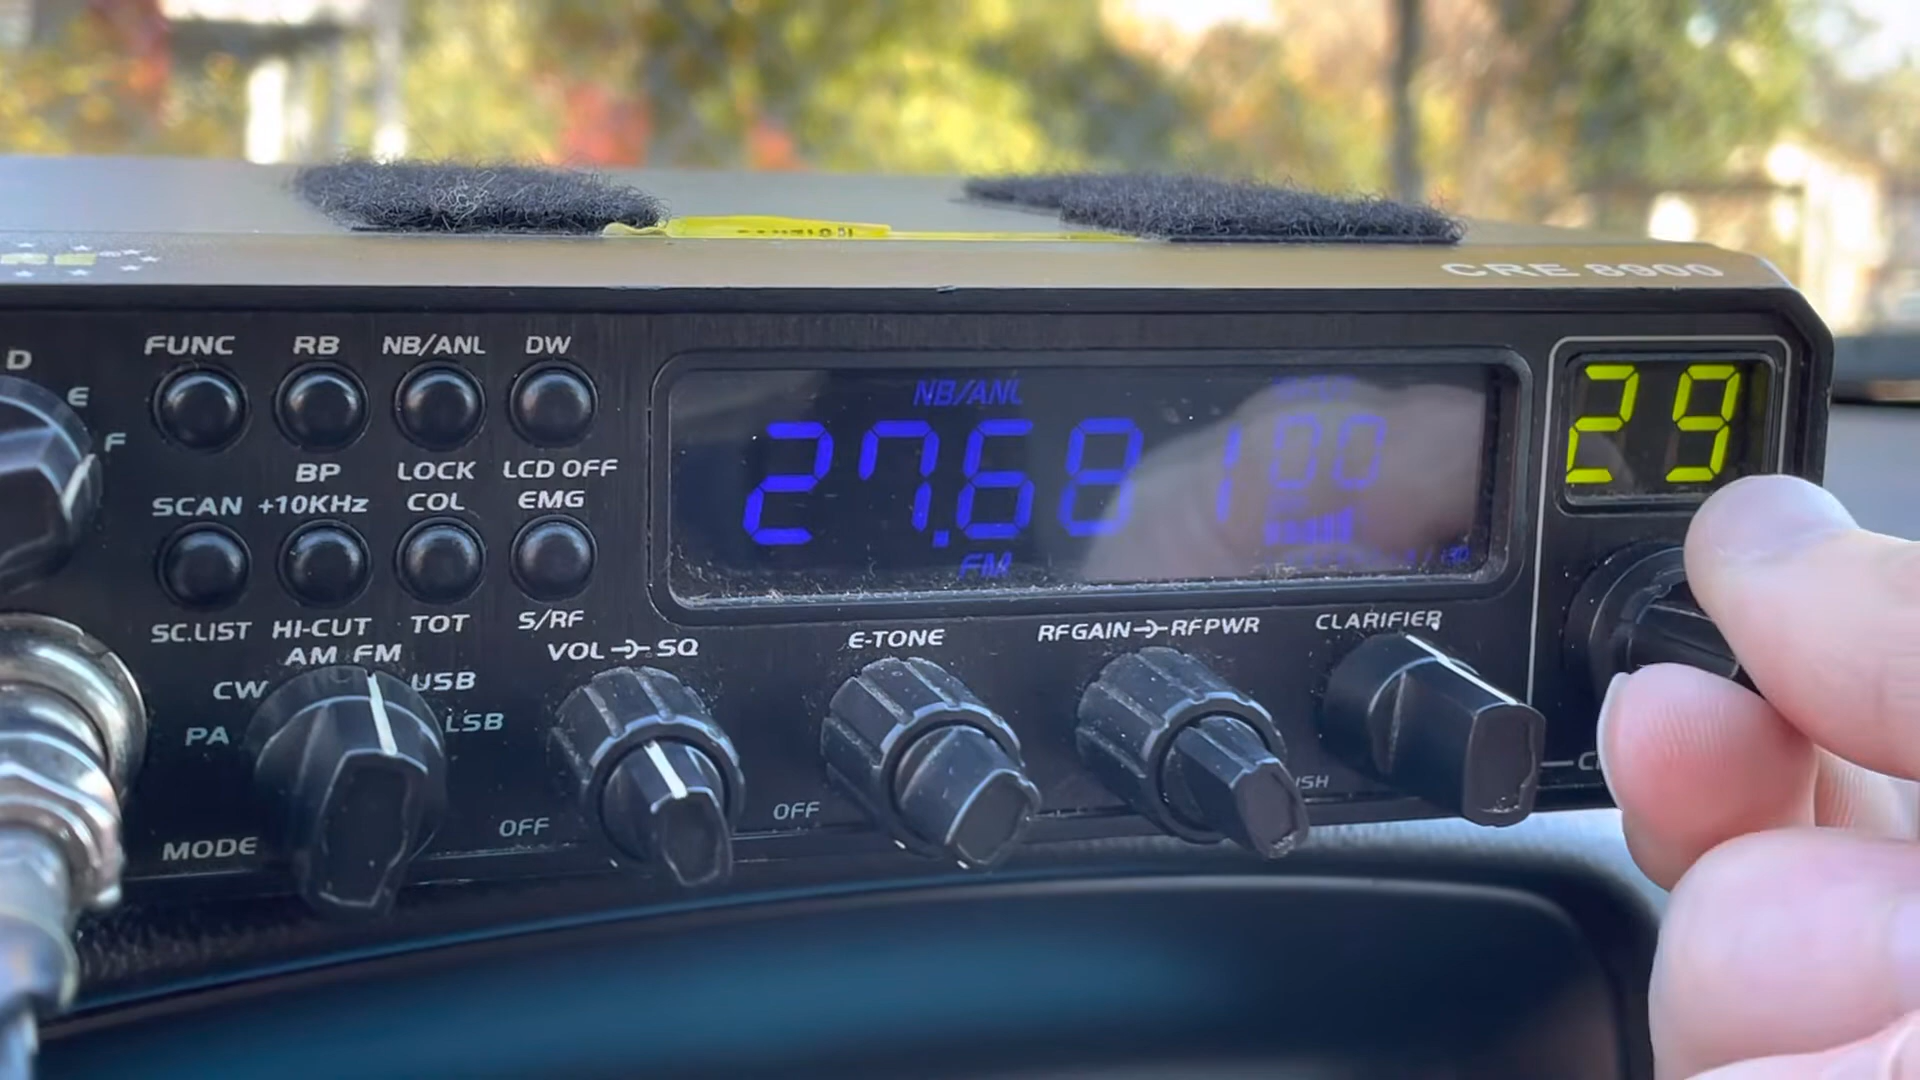 CRE 8900
D
E
F
FUNC RB NB/ANL DW
BP LOCK LCD OFF
SCAN +10KHz COL EMG
SC.LIST HI-CUT TOT S/RF
NB/ANL
27.681 00
FM
29
CW AM FM USB
PA LSB
MODE
VOL SQ
OFF
E-TONE
OFF
RFGAIN RFPWR
CLARIFIER